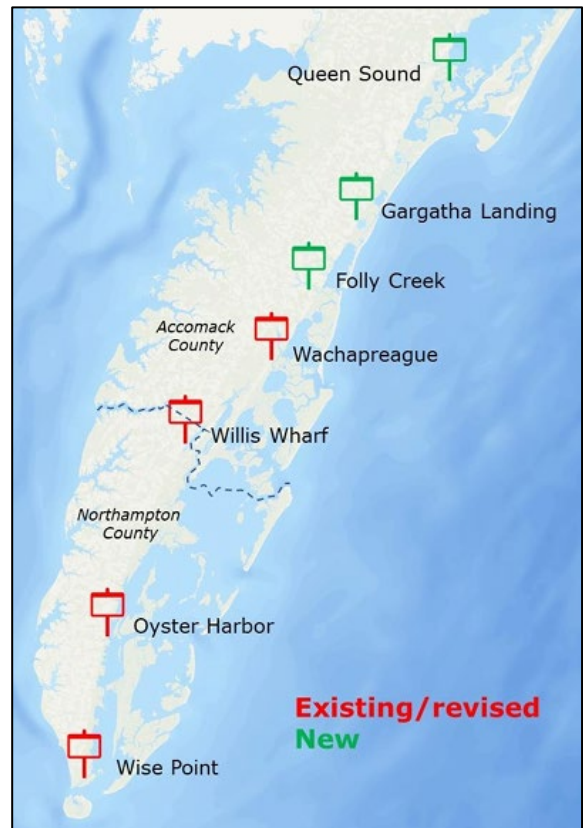 Queen Sound
Gargatha Landing
Folly Creek
Accomack
County
Wachapreague
Willis Wharf
Northampton
County
Oyster Harbor
Existing/revised
New
Wise Point